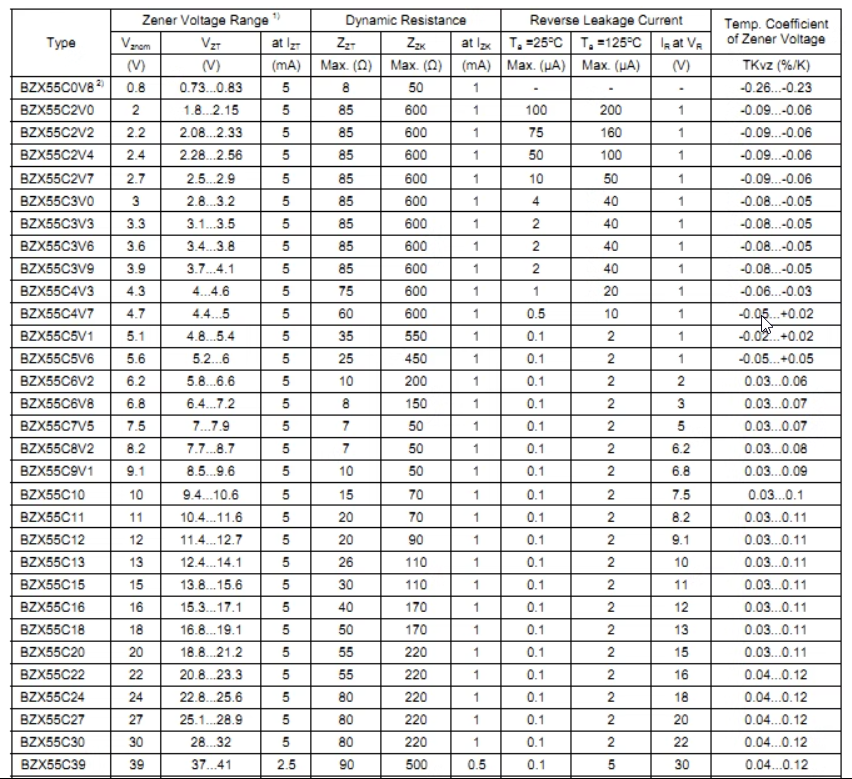 Zener Voltage Range 1) Dynamic Resistance Reverse Leakage Current Temp. Coefficient of Zener Voltage
Type Vznom VZT at IZT ZZT ZZK at IZK Ta =25ºC Ta =125ºC IR at VR
(V) (V) (mA) Max. (Ω) Max. (Ω) (mA) Max. (µA) Max. (µA) (V) TKvz (%/K)
BZX55C0V8 2) 0.8 0.73...0.83 5 8 50 1 - - - -0.26...-0.23
BZX55C2V0 2 1.8...2.15 5 85 600 1 100 200 1 -0.09...-0.06
BZX55C2V2 2.2 2.08...2.33 5 85 600 1 75 160 1 -0.09...-0.06
BZX55C2V4 2.4 2.28...2.56 5 85 600 1 50 100 1 -0.09...-0.06
BZX55C2V7 2.7 2.5...2.9 5 85 600 1 10 50 1 -0.09...-0.06
BZX55C3V0 3 2.8...3.2 5 85 600 1 4 40 1 -0.08...-0.05
BZX55C3V3 3.3 3.1...3.5 5 85 600 1 2 40 1 -0.08...-0.05
BZX55C3V6 3.6 3.4...3.8 5 85 600 1 2 40 1 -0.08...-0.05
BZX55C3V9 3.9 3.7...4.1 5 85 600 1 2 40 1 -0.08...-0.05
BZX55C4V3 4.3 4...4.6 5 75 600 1 1 20 1 -0.06...-0.03
BZX55C4V7 4.7 4.4...5 5 60 600 1 0.5 10 1 -0.05...+0.02
BZX55C5V1 5.1 4.8...5.4 5 35 550 1 0.1 2 1 -0.02...+0.02
BZX55C5V6 5.6 5.2...6 5 25 450 1 0.1 2 1 -0.05...+0.05
BZX55C6V2 6.2 5.8...6.6 5 10 200 1 0.1 2 2 0.03...0.06
BZX55C6V8 6.8 6.4...7.2 5 8 150 1 0.1 2 3 0.03...0.07
BZX55C7V5 7.5 7...7.9 5 7 50 1 0.1 2 5 0.03...0.07
BZX55C8V2 8.2 7.7...8.7 5 7 50 1 0.1 2 6.2 0.03...0.08
BZX55C9V1 9.1 8.5...9.6 5 10 50 1 0.1 2 6.8 0.03...0.09
BZX55C10 10 9.4...10.6 5 15 70 1 0.1 2 7.5 0.03...0.1
BZX55C11 11 10.4...11.6 5 20 70 1 0.1 2 8.2 0.03...0.11
BZX55C12 12 11.4...12.7 5 20 90 1 0.1 2 9.1 0.03...0.11
BZX55C13 13 12.4...14.1 5 26 110 1 0.1 2 10 0.03...0.11
BZX55C15 15 13.8...15.6 5 30 110 1 0.1 2 11 0.03...0.11
BZX55C16 16 15.3...17.1 5 40 170 1 0.1 2 12 0.03...0.11
BZX55C18 18 16.8...19.1 5 50 170 1 0.1 2 13 0.03...0.11
BZX55C20 20 18.8...21.2 5 55 220 1 0.1 2 15 0.03...0.11
BZX55C22 22 20.8...23.3 5 55 220 1 0.1 2 16 0.04...0.12
BZX55C24 24 22.8...25.6 5 80 220 1 0.1 2 18 0.04...0.12
BZX55C27 27 25.1...28.9 5 80 220 1 0.1 2 20 0.04...0.12
BZX55C30 30 28...32 5 80 220 1 0.1 2 22 0.04...0.12
BZX55C39 39 37...41 2.5 90 500 0.5 0.1 5 30 0.04...0.12